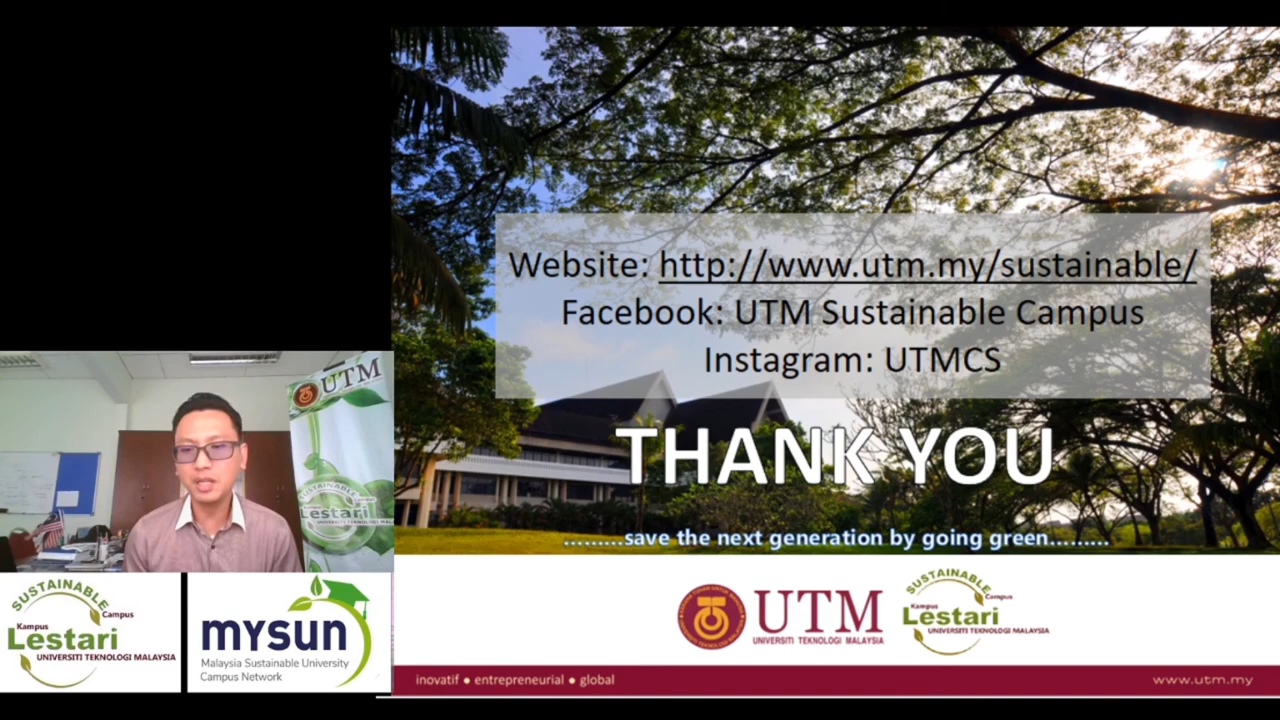 Website: http://www.utm.my/sustainable/
Facebook: UTM Sustainable Campus
Instagram: UTMCS
THANK YOU
.........save the next generation by going green........
UTM
UNIVERSITI TEKNOLOGI MALAYSIA
SUSTAINABLE
Campus
Kampus
Lestari
UNIVERSITI TEKNOLOGI MALAYSIA
inovatif ● entrepreneurial ● global
www.utm.my
UTM
SUSTAINABLE
Lestari
SUSTAINABLE
Campus
Kampus
Lestari
UNIVERSITI TEKNOLOGI MALAYSIA
mysun
Malaysia Sustainable University
Campus Network